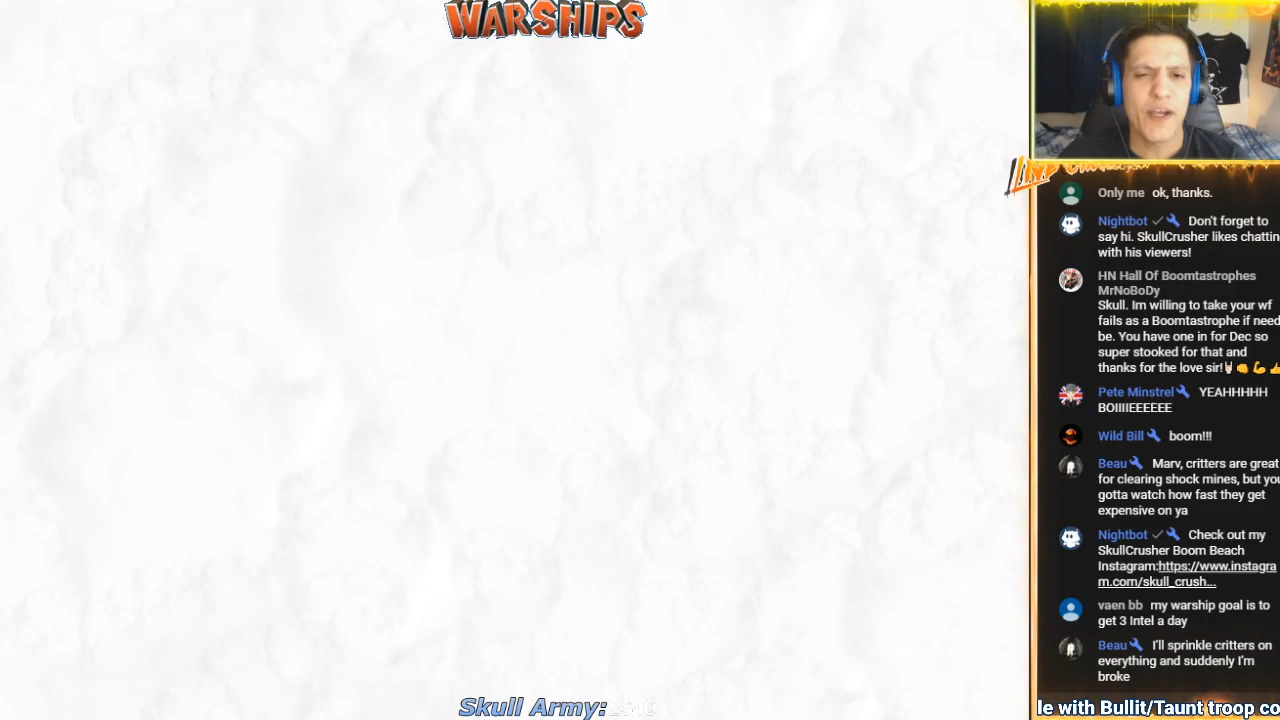 WARSHIPS
Only me ok, thanks.
Nightbot Don't forget to
say hi. SkullCrusher likes chattin
with his viewers!
HN Hall Of Boomtastrophes
MrNoBoDy
Skull. Im willing to take your wf
fails as a Boomtastrophe if need
be. You have one in for Dec so
super stooked for that and
thanks for the love sir!🤘🏻👊💪👍
Pete Minstrel YEAHHHHH
BOIIIIEEEEEE
Wild Bill boom!!!
Beau Marv, critters are great
for clearing shock mines, but you
gotta watch how fast they get
expensive on ya
Nightbot Check out my
SkullCrusher Boom Beach
Instagram:https://www.instagra
m.com/skull_crush...
vaen bb my warship goal is to
get 3 Intel a day
Beau I'll sprinkle critters on
everything and suddenly I'm
broke
Skull Army:
le with Bullit/Taunt troop co